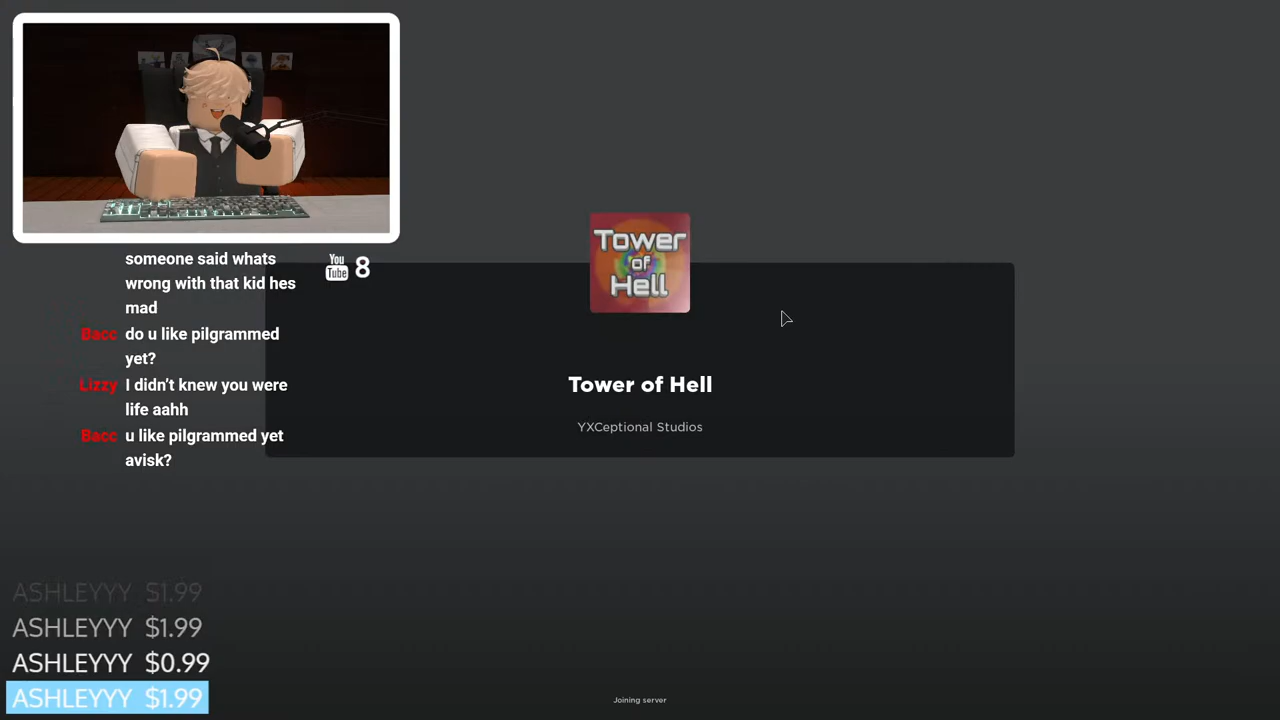 someone said whats
wrong with that kid hes
mad
Bacc do u like pilgrammed
yet?
Lizzy I didn’t knew you were
life aahh
Bacc u like pilgrammed yet
avisk?
You
Tube 8
Tower
of
Hell
Tower of Hell
YXCeptional Studios
ASHLEYYY $1.99
ASHLEYYY $1.99
ASHLEYYY $0.99
ASHLEYYY $1.99
Joining server